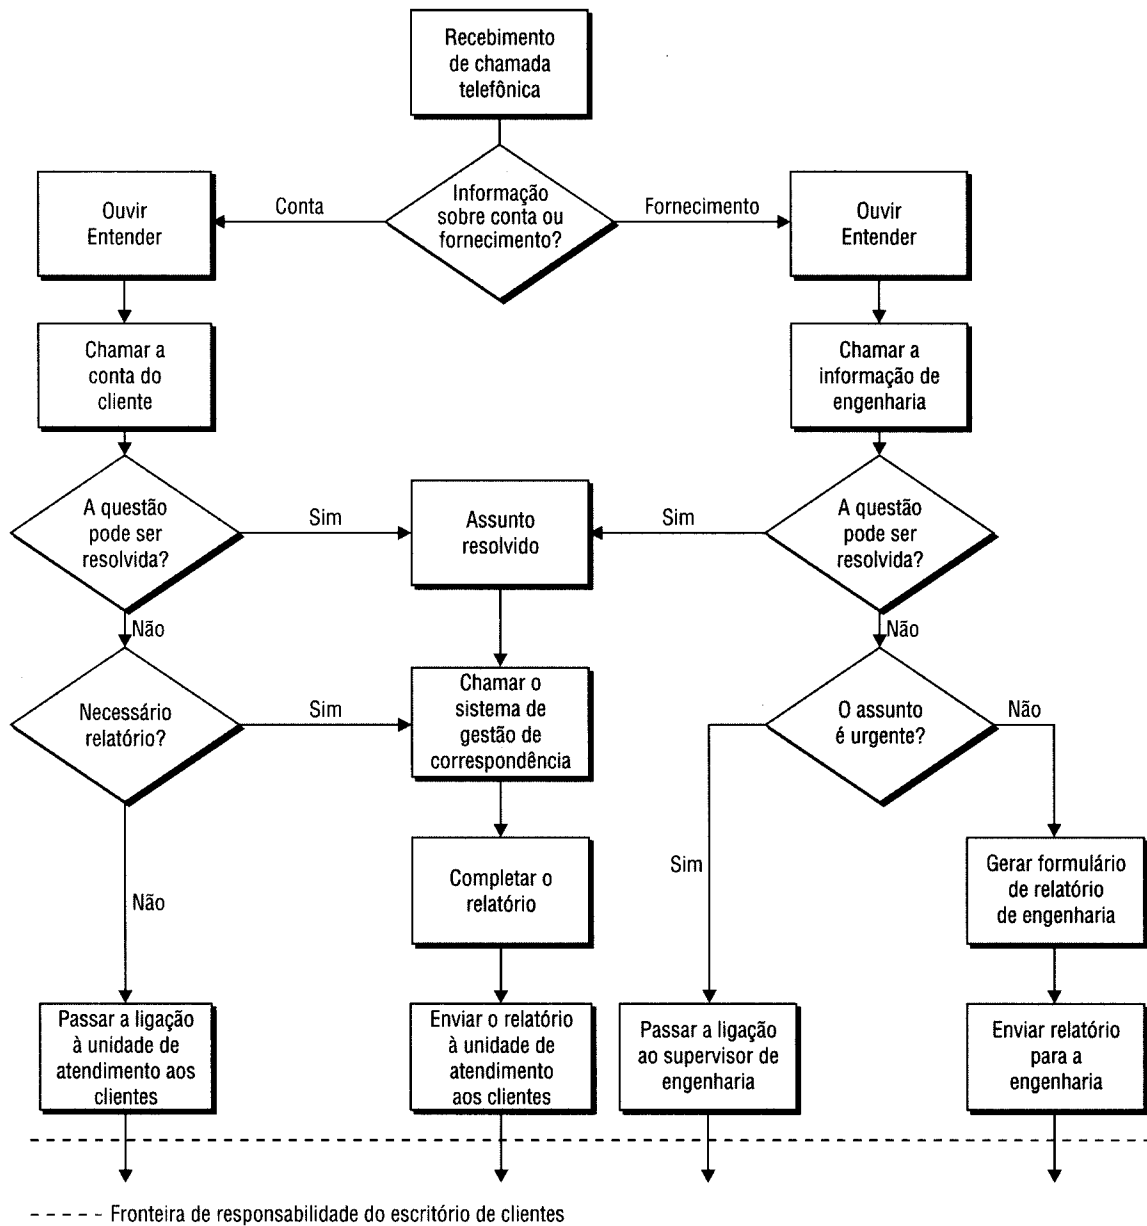 Recebimento
de chamada
telefônica
Informação
sobre conta ou
fornecimento?
Conta
Fornecimento
Ouvir
Entender
Ouvir
Entender
Chamar a
conta do
cliente
Chamar a
informação de
engenharia
A questão
pode ser
resolvida?
Sim
Assunto
resolvido
Sim
A questão
pode ser
resolvida?
Não
Não
Necessário
relatório?
Sim
Chamar o
sistema de
gestão de
correspondência
O assunto
é urgente?
Não
Sim
Não
Completar o
relatório
Gerar formulário
de relatório
de engenharia
Passar a ligação
à unidade de
atendimento aos
clientes
Enviar o relatório
à unidade de
atendimento
aos clientes
Passar a ligação
ao supervisor de
engenharia
Enviar relatório
para a
engenharia
----- Fronteira de responsabilidade do escritório de clientes